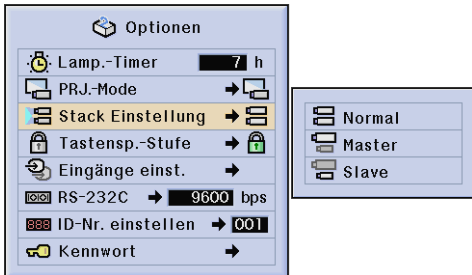 Optionen
Lamp.-Timer 7 h
PRJ.-Mode
Stack Einstellung
Tastensp.-Stufe
Eingänge einst.
RS-232C 9600 bps
888 ID-Nr. einstellen 001
Kennwort
Normal
Master
Slave